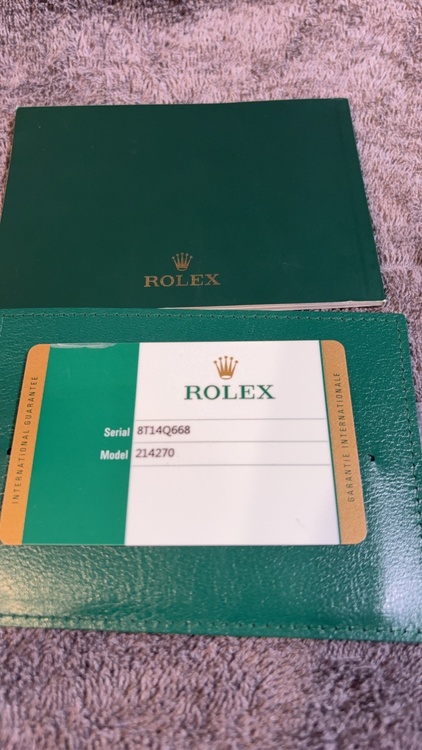 ROLEX
INTERNATIONAL GUARANTEE
ROLEX
Serial 8T14Q668
Model 214270
GARANTIE INTERNATIONALE